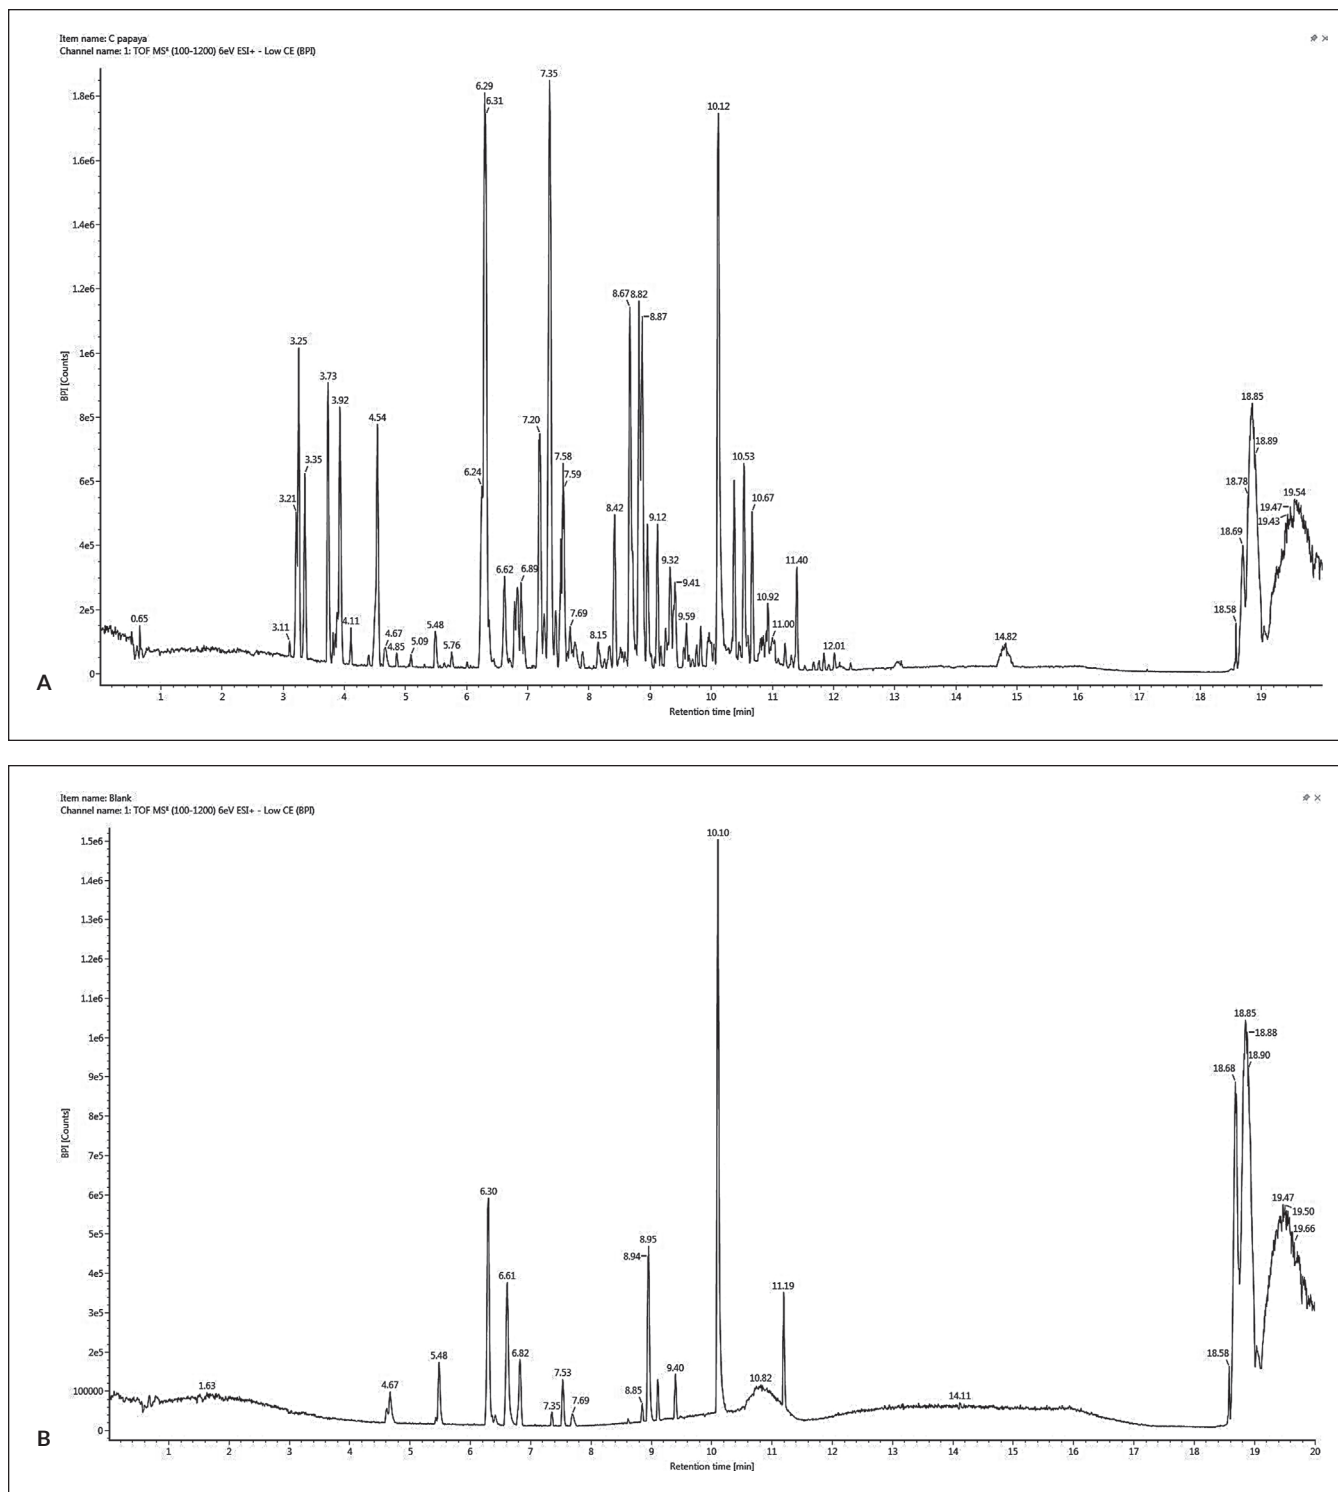 Item name: C papaya
Channel name: 1: TOF MSᴱ (100-1200) 6eV ESI+ - Low CE (BPI)
7.35
6.29
6.31
10.12
1.8e6
1.6e6
1.4e6
1.2e6
1e6
8e5
6e5
4e5
2e5
0
BPI [Counts]
8.67
8.82
8.87
3.25
3.73
3.92
4.54
3.35
3.21
3.11
0.65
4.11
4.67
4.85
5.09
5.48
5.76
6.24
6.62
6.89
7.20
7.58
7.59
7.69
8.15
8.42
9.12
9.32
9.41
9.59
10.53
10.67
10.92
11.00
11.40
12.01
14.82
18.85
18.89
18.78
18.69
18.58
19.54
19.47
19.43
1 2 3 4 5 6 7 8 9 10 11 12 13 14 15 16 17 18 19
Retention time [min]
A
Item name: Blank
Channel name: 1: TOF MSᴱ (100-1200) 6eV ESI+ - Low CE (BPI)
10.10
1.5e6
1.4e6
1.3e6
1.2e6
1.1e6
1e6
9e5
8e5
7e5
6e5
5e5
4e5
3e5
2e5
100000
0
BPI [Counts]
1.63
4.67
5.48
6.30
6.61
6.82
7.35
7.53
7.69
8.85
8.94
8.95
9.40
10.82
11.19
14.11
18.58
18.68
18.85
18.88
18.90
19.47
19.50
19.66
1 2 3 4 5 6 7 8 9 10 11 12 13 14 15 16 17 18 19 20
Retention time [min]
B